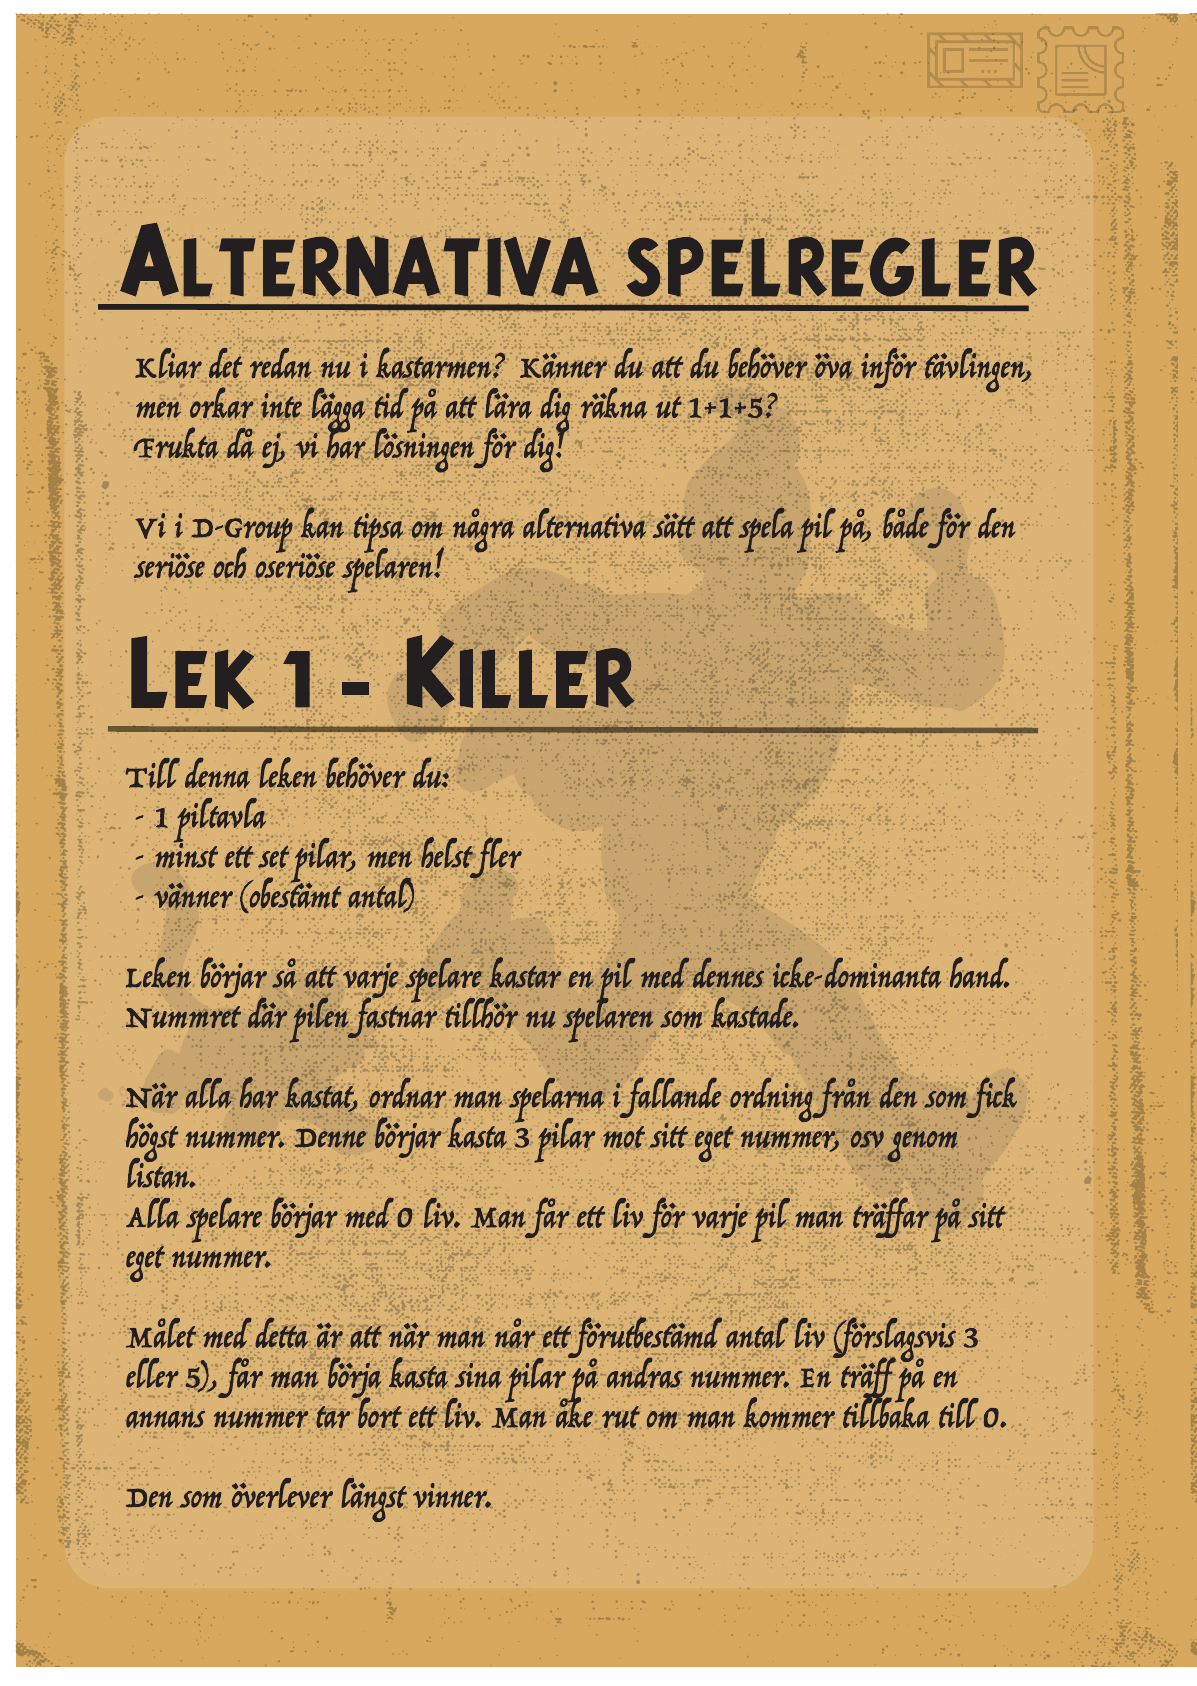 Alternativa spelregler
Kliar det redan nu i kastarmen? Känner du att du behöver öva inför tävlingen,
men orkar inte lägga tid på att lära dig räkna ut 1+1+5?
Frukta då ej, vi har lösningen för dig!
Vi i D-Group kan tipsa om några alternativa sätt att spela pil på, både för den
seriöse och oseriöse spelaren!
Lek 1 - Killer
Till denna leken behöver du:
- 1 piltavla
- minst ett set pilar, men helst fler
- vänner (obestämt antal)
Leken börjar så att varje spelare kastar en pil med dennes icke-dominanta hand.
Nummret där pilen fastnar tillhör nu spelaren som kastade.
När alla har kastat, ordnar man spelarna i fallande ordning från den som fick
högst nummer. Denne börjar kasta 3 pilar mot sitt eget nummer, osv genom
listan.
Alla spelare börjar med 0 liv. Man får ett liv för varje pil man träffar på sitt
eget nummer.
Målet med detta är att när man når ett förutbestämd antal liv (förslagsvis 3
eller 5), får man börja kasta sina pilar på andras nummer. En träff på en
annans nummer tar bort ett liv. Man åke rut om man kommer tillbaka till 0.
Den som överlever längst vinner.